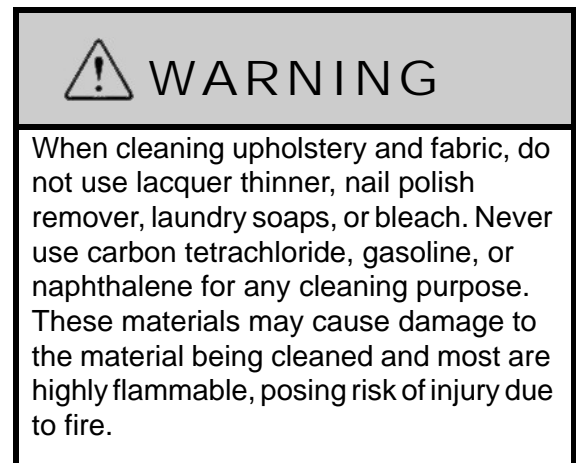 WARNING
When cleaning upholstery and fabric, do
not use lacquer thinner, nail polish
remover, laundry soaps, or bleach. Never
use carbon tetrachloride, gasoline, or
naphthalene for any cleaning purpose.
These materials may cause damage to
the material being cleaned and most are
highly flammable, posing risk of injury due
to fire.